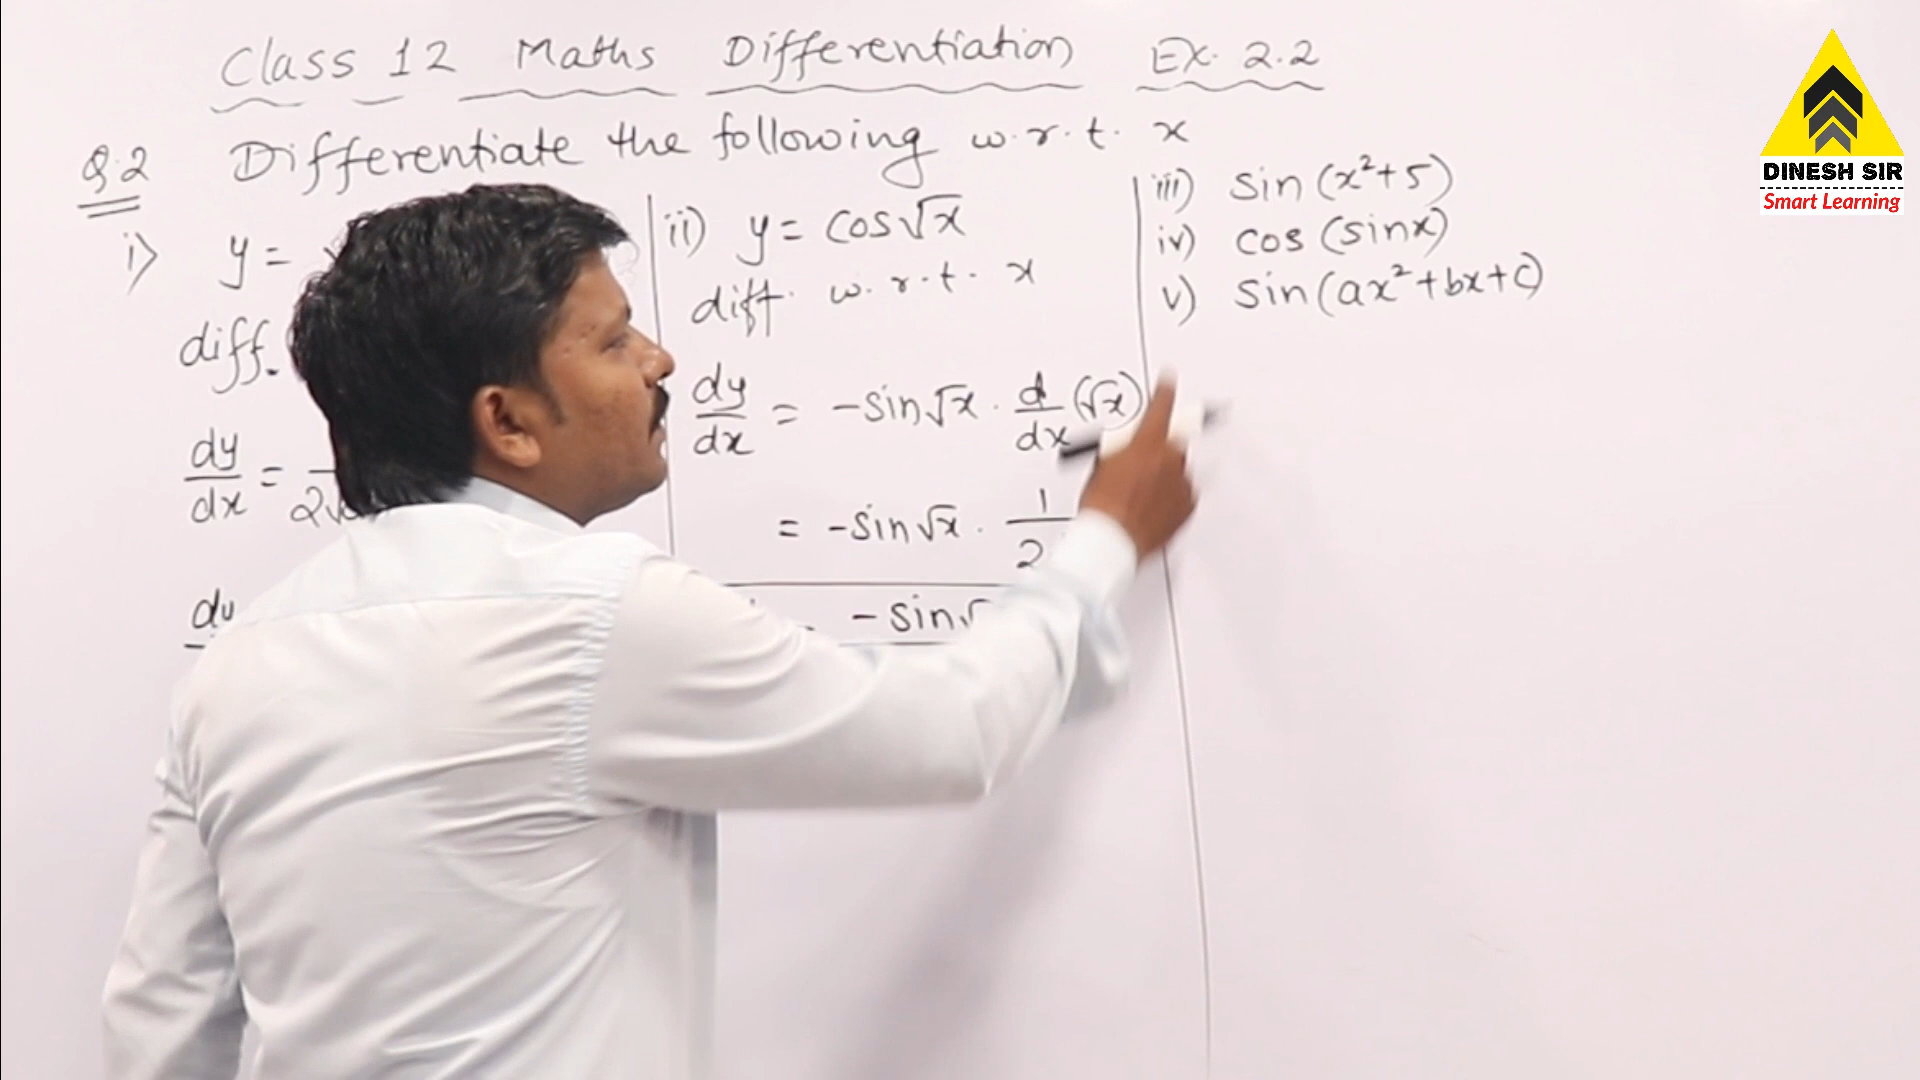 Class 12 Maths Differentiation Ex. 2.2
Q.2 Differentiate the following w.r.t. x
i) y =
diff.
dy/dx = 2√
dy
ii) y = cos√x
diff. w.r.t. x
dy/dx = -sin√x . d/dx (√x)
= -sin√x . 1/2
- sin√
iii) sin(x²+5)
iv) cos(sinx)
v) sin(ax²+bx+c)
DINESH SIR
Smart Learning